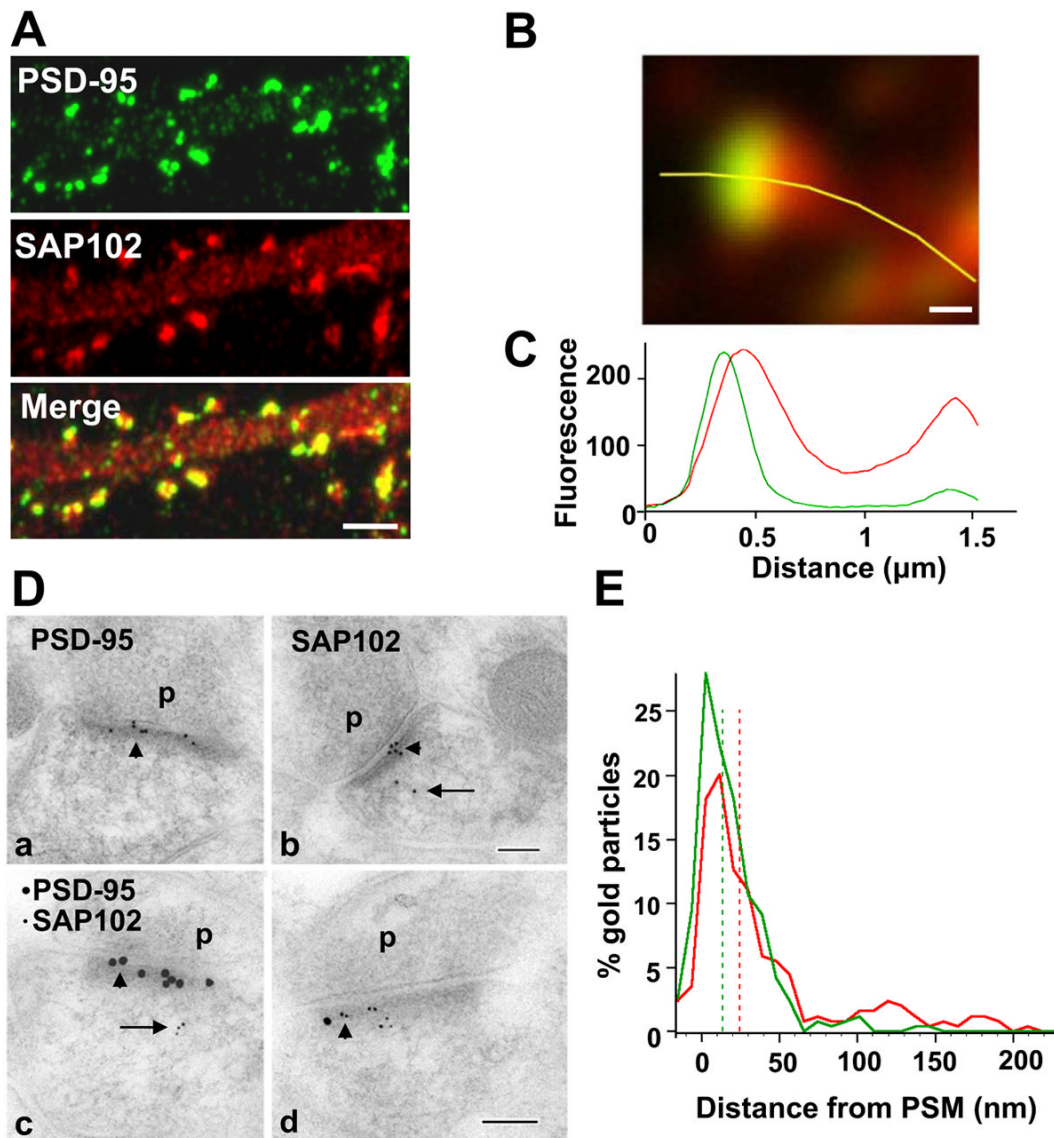 A
PSD-95
SAP102
Merge
B
C
Fluorescence
200
100
0
0 0.5 1 1.5
Distance (μm)
D
PSD-95
p
a
SAP102
p
b
•PSD-95
·SAP102
p
c
p
d
E
% gold particles
25
20
15
10
5
0
0 50 100 150 200
Distance from PSM (nm)